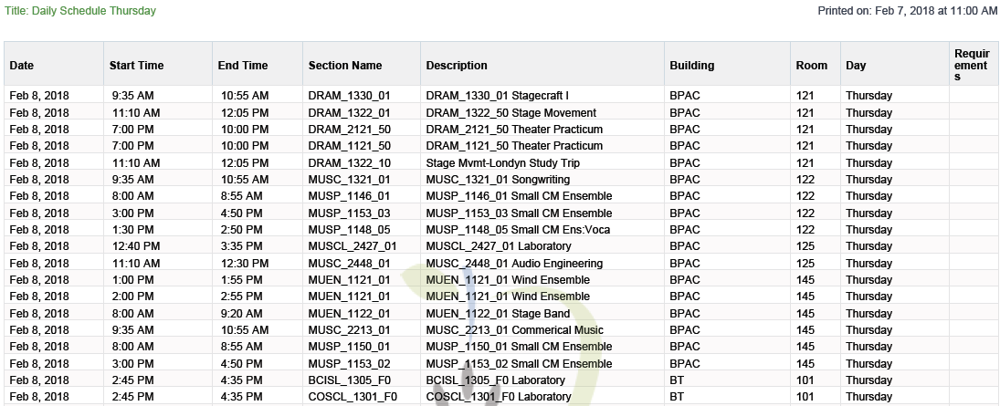 Title: Daily Schedule Thursday Printed on: Feb 7, 2018 at 11:00 AM
Date Start Time End Time Section Name Description Building Room Day Requir
ement
s
Feb 8, 2018 9:35 AM 10:55 AM DRAM_1330_01 DRAM_1330_01 Stagecraft I BPAC 121 Thursday
Feb 8, 2018 11:10 AM 12:05 PM DRAM_1322_01 DRAM_1322_50 Stage Movement BPAC 121 Thursday
Feb 8, 2018 7:00 PM 10:00 PM DRAM_2121_50 DRAM_2121_50 Theater Practicum BPAC 121 Thursday
Feb 8, 2018 7:00 PM 10:00 PM DRAM_1121_50 DRAM_1121_50 Theater Practicum BPAC 121 Thursday
Feb 8, 2018 11:10 AM 12:05 PM DRAM_1322_10 Stage Mvmt-Londyn Study Trip BPAC 121 Thursday
Feb 8, 2018 9:35 AM 10:55 AM MUSC_1321_01 MUSC_1321_01 Songwriting BPAC 122 Thursday
Feb 8, 2018 8:00 AM 8:55 AM MUSP_1146_01 MUSP_1146_01 Small CM Ensemble BPAC 122 Thursday
Feb 8, 2018 3:00 PM 4:50 PM MUSP_1153_03 MUSP_1153_03 Small CM Ensemble BPAC 122 Thursday
Feb 8, 2018 1:30 PM 2:50 PM MUSP_1148_05 MUSP_1148_05 Small CM Ens:Voca BPAC 122 Thursday
Feb 8, 2018 12:40 PM 3:35 PM MUSCL_2427_01 MUSCL_2427_01 Laboratory BPAC 125 Thursday
Feb 8, 2018 11:10 AM 12:30 PM MUSC_2448_01 MUSC_2448_01 Audio Engineering BPAC 125 Thursday
Feb 8, 2018 1:00 PM 1:55 PM MUEN_1121_01 MUEN_1121_01 Wind Ensemble BPAC 145 Thursday
Feb 8, 2018 2:00 PM 2:55 PM MUEN_1121_01 MUEN_1121_01 Wind Ensemble BPAC 145 Thursday
Feb 8, 2018 8:00 AM 9:20 AM MUEN_1122_01 MUEN_1122_01 Stage Band BPAC 145 Thursday
Feb 8, 2018 9:35 AM 10:55 AM MUSC_2213_01 MUSC_2213_01 Commerical Music BPAC 145 Thursday
Feb 8, 2018 8:00 AM 8:55 AM MUSP_1150_01 MUSP_1150_01 Small CM Ensemble BPAC 145 Thursday
Feb 8, 2018 3:00 PM 4:50 PM MUSP_1153_02 MUSP_1153_02 Small CM Ensemble BPAC 145 Thursday
Feb 8, 2018 2:45 PM 4:35 PM BCISL_1305_F0 BCISL_1305_F0 Laboratory BT 101 Thursday
Feb 8, 2018 2:45 PM 4:35 PM COSCL_1301_F0 COSCL_1301_F0 Laboratory BT 101 Thursday